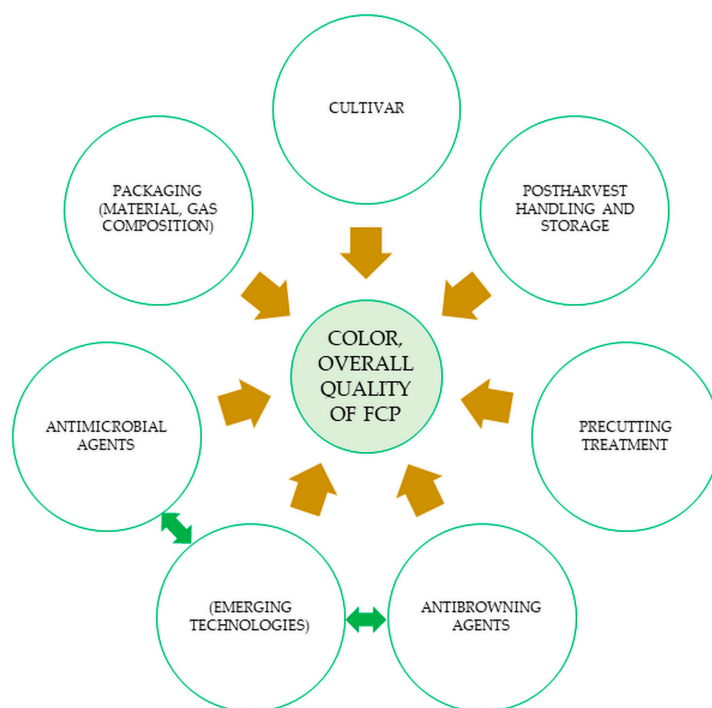 CULTIVAR
PACKAGING
(MATERIAL, GAS
COMPOSITION)
POSTHARVEST
HANDLING AND
STORAGE
COLOR,
OVERALL
QUALITY
OF FCP
ANTIMICROBIAL
AGENTS
PRECUTTING
TREATMENT
(EMERGING
TECHNOLOGIES)
ANTIBROWNING
AGENTS